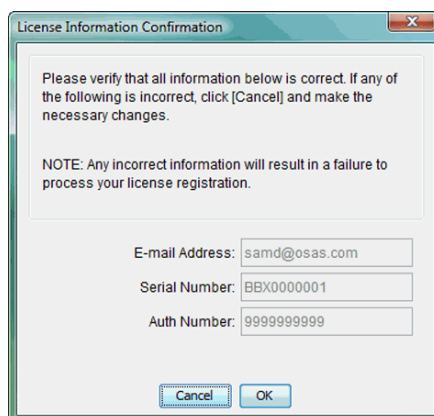 License Information Confirmation
Please verify that all information below is correct. If any of
the following is incorrect, click [Cancel] and make the
necessary changes.
NOTE: Any incorrect information will result in a failure to
process your license registration.
E-mail Address: samd@osas.com
Serial Number: BBX0000001
Auth Number: 9999999999
Cancel OK